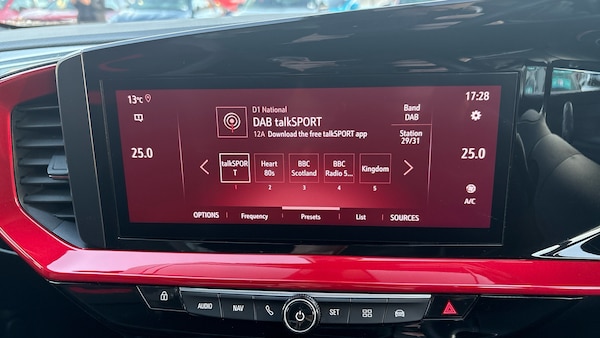 13°C
17:28
D1 National
DAB talkSPORT
12A Download the free talkSPORT app
Band
DAB
Station
29/31
25.0
25.0
talkSPOR
T
Heart
80s
BBC
Scotland
BBC
Radio 5...
Kingdom
1
2
3
4
5
A/C
OPTIONS
Frequency
Presets
List
SOURCES
AUDIO
NAV
SET